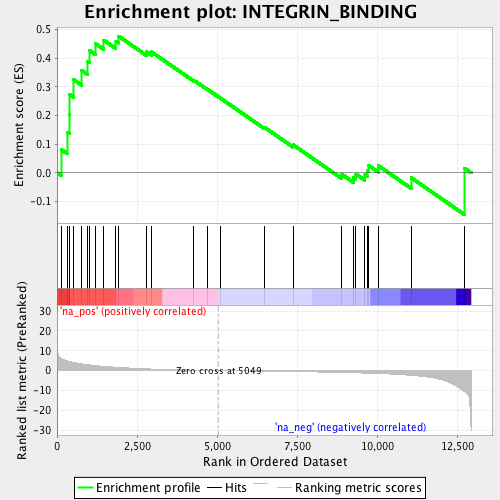 Enrichment plot: INTEGRIN_BINDING
Enrichment score (ES)
0.5
0.4
0.3
0.2
0.1
0.0
-0.1
'na_pos' (positively correlated)
Ranked list metric (PreRanked)
30
20
10
0
-10
-20
-30
Zero cross at 5049
'na_neg' (negatively correlated)
0
2,500
5,000
7,500
10,000
12,500
Rank in Ordered Dataset
Enrichment profile
Hits
Ranking metric scores